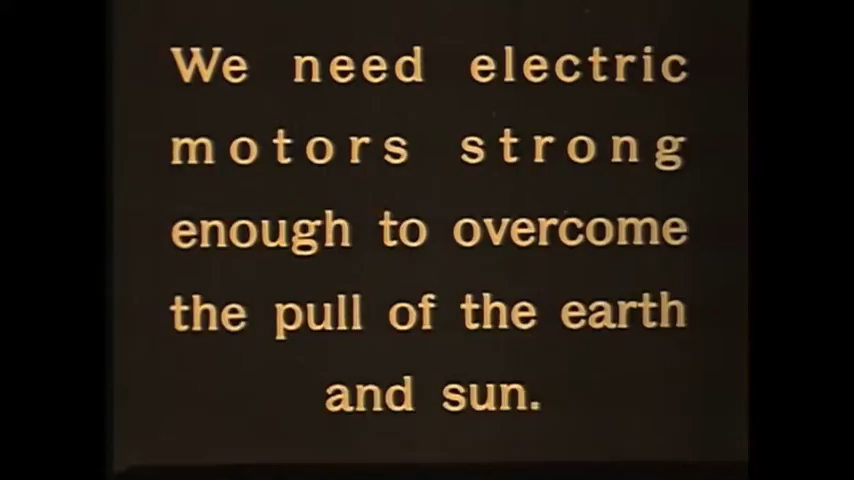 We need electric
motors strong
enough to overcome
the pull of the earth
and sun.